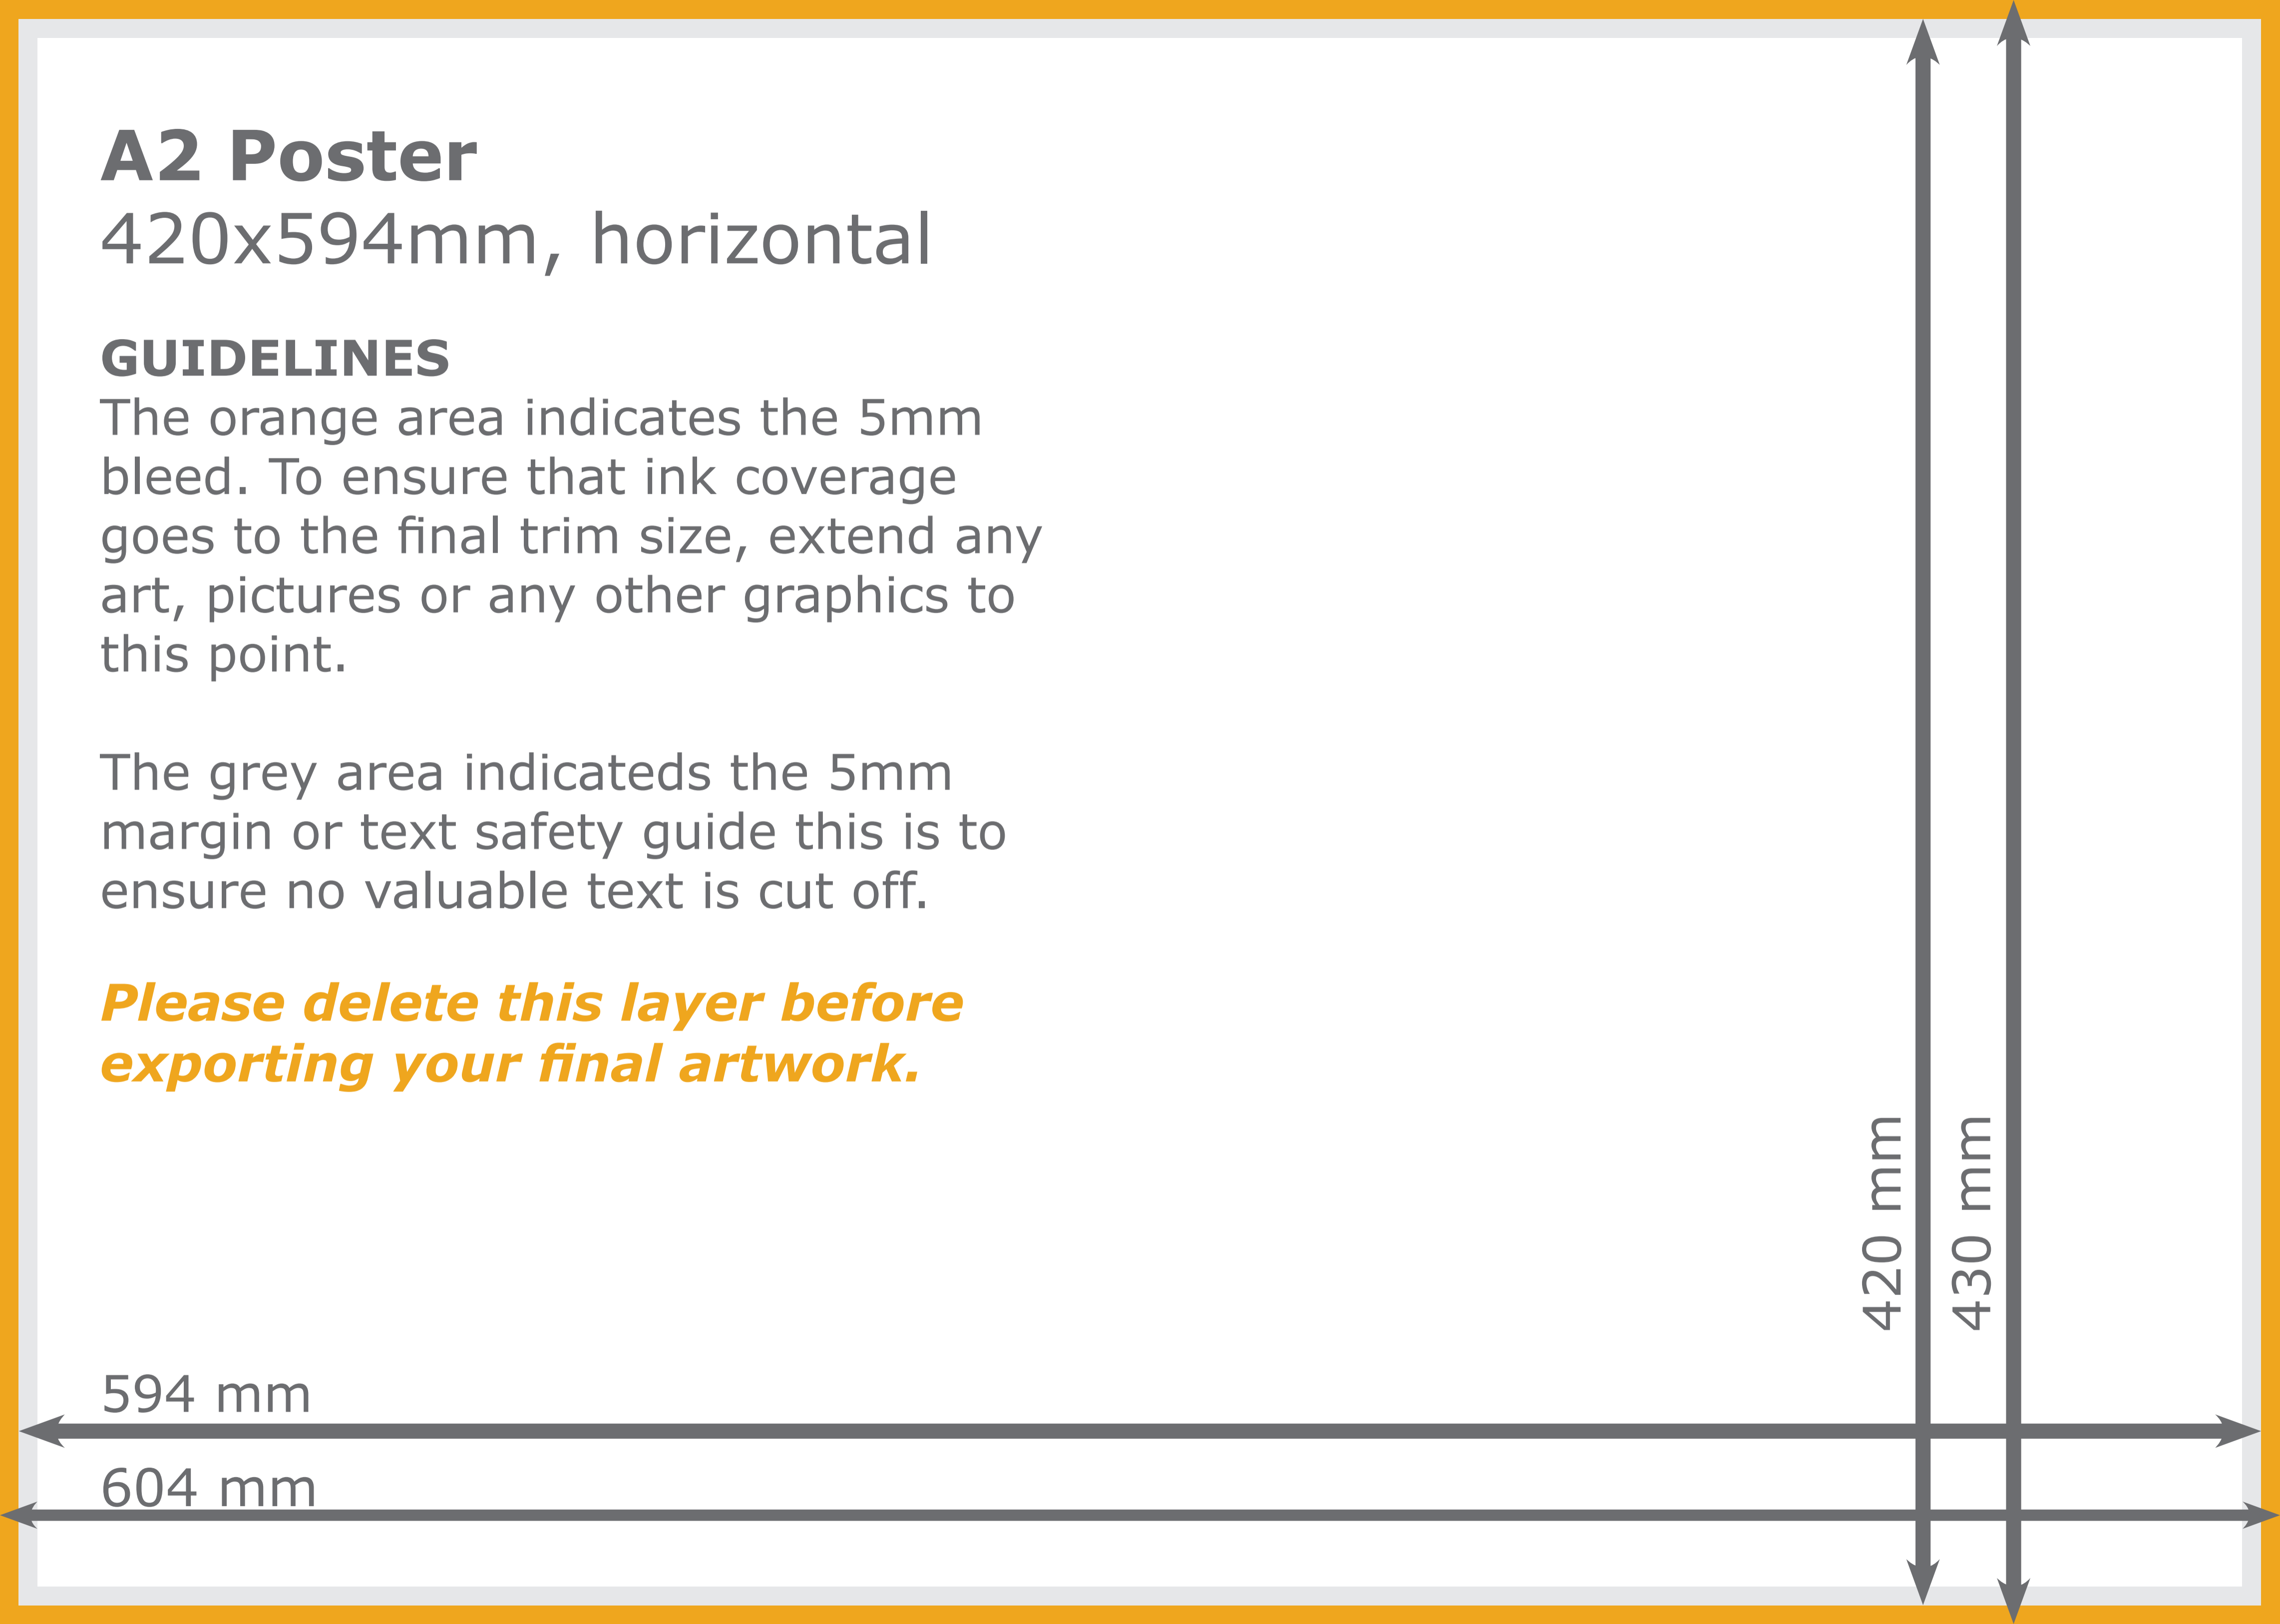 A2 Poster
420x594mm, horizontal
GUIDELINES
The orange area indicates the 5mm
bleed. To ensure that ink coverage
goes to the final trim size, extend any
art, pictures or any other graphics to
this point.
The grey area indicateds the 5mm
margin or text safety guide this is to
ensure no valuable text is cut off.
Please delete this layer before
exporting your final artwork.
420 mm
430 mm
594 mm
604 mm